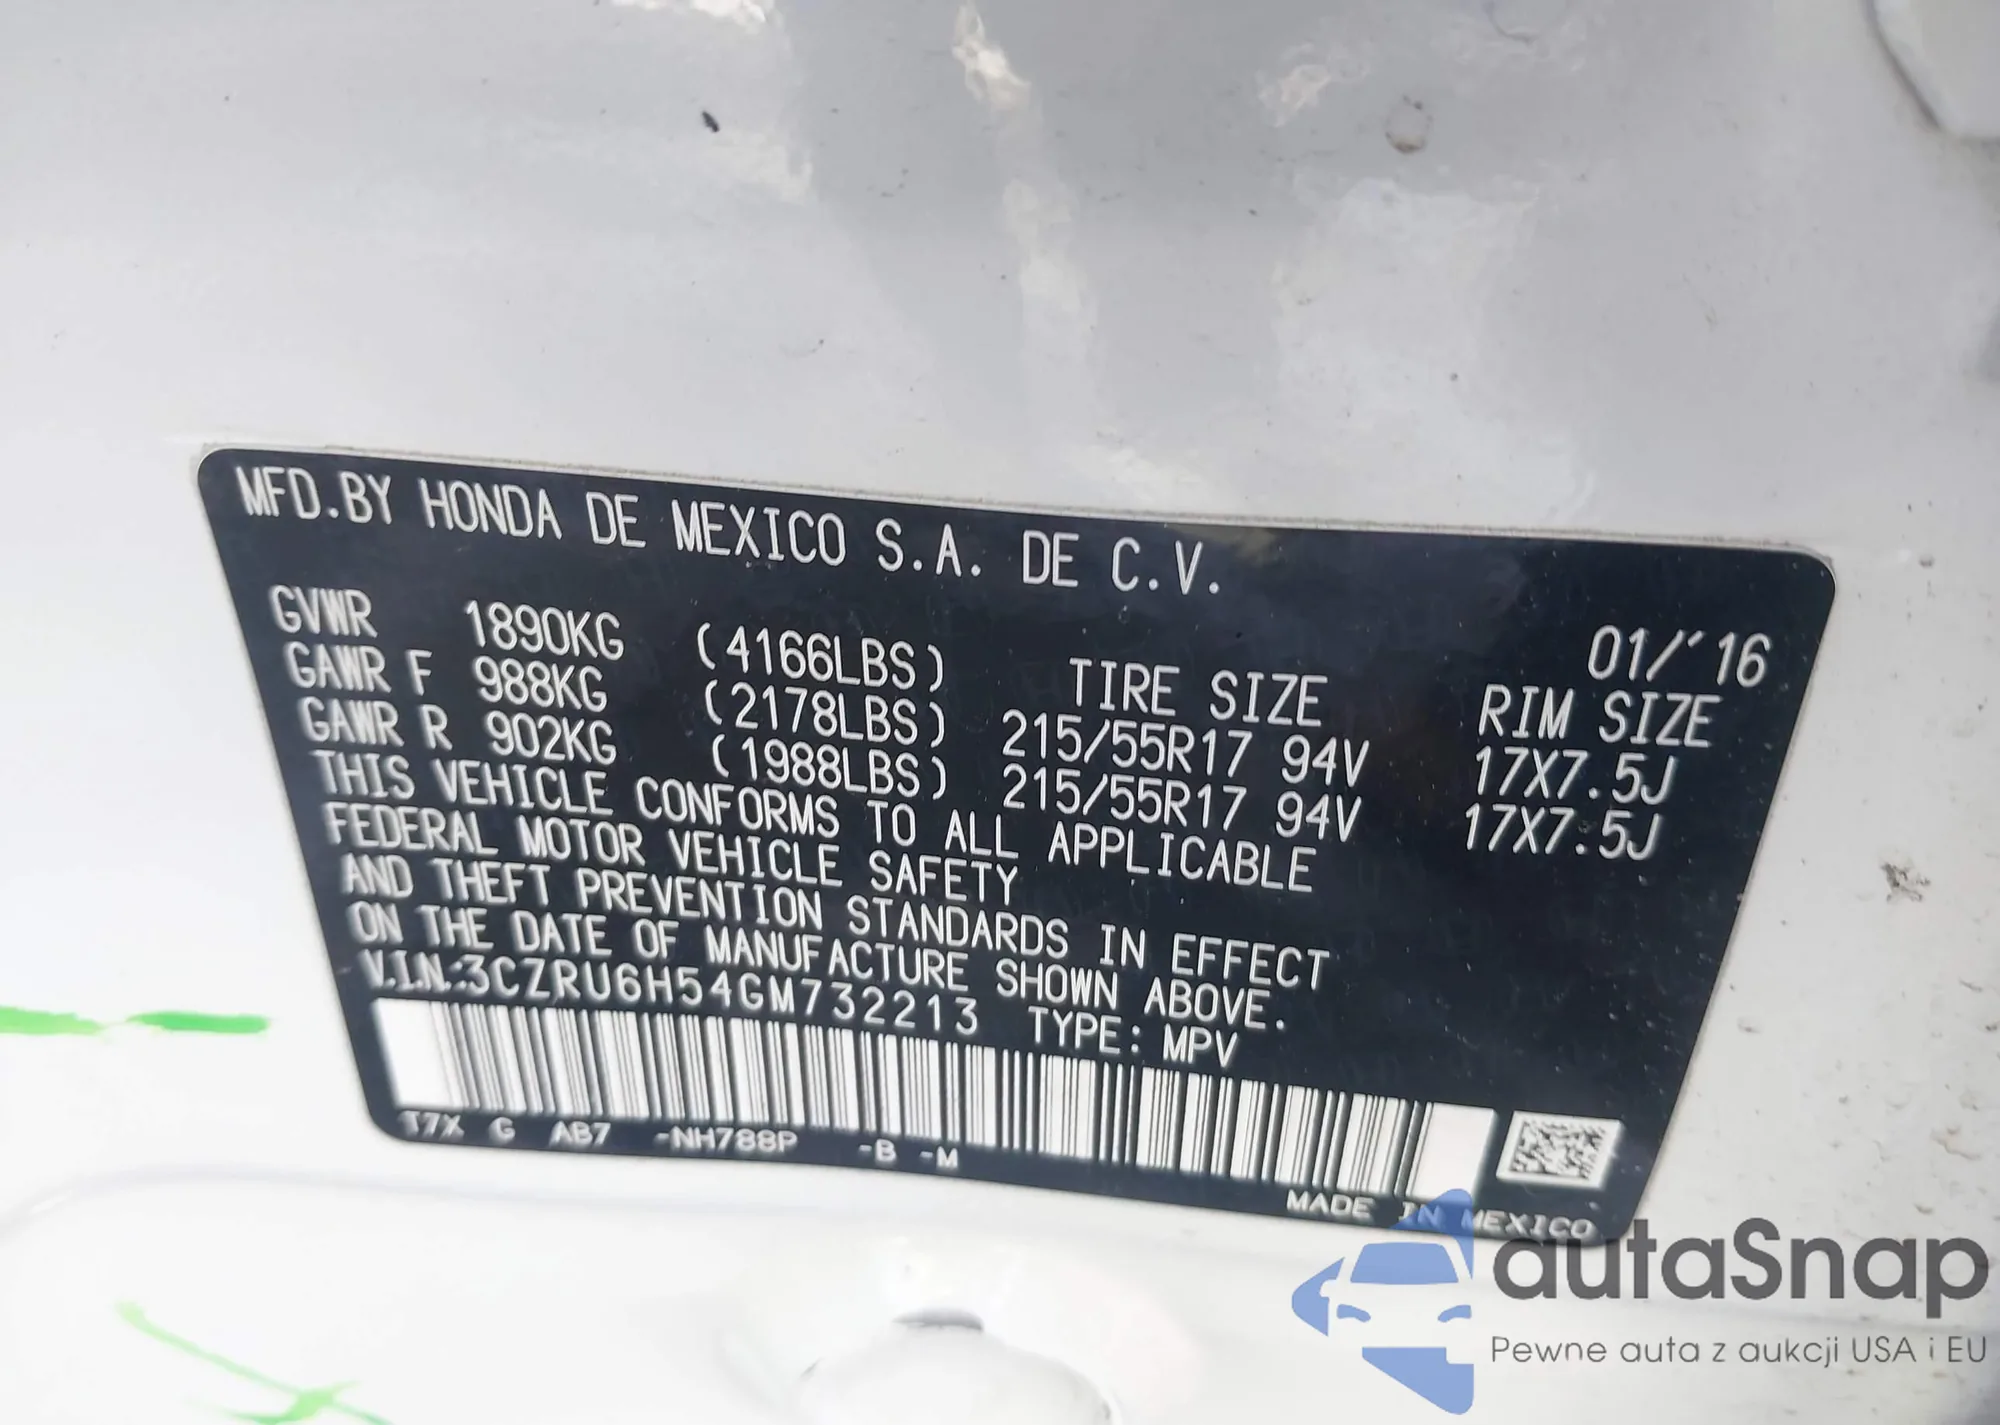 MFD.BY HONDA DE MEXICO S.A. DE C.V.
01/'16
GVWR 1890KG (4166LBS) TIRE SIZE RIM SIZE
GAWR F 988KG (2178LBS) 215/55R17 94V 17X7.5J
GAWR R 902KG (1988LBS) 215/55R17 94V 17X7.5J
THIS VEHICLE CONFORMS TO ALL APPLICABLE
FEDERAL MOTOR VEHICLE SAFETY
AND THEFT PREVENTION STANDARDS IN EFFECT
ON THE DATE OF MANUFACTURE SHOWN ABOVE.
V.I.N.:3CZRU6H54GM732213 TYPE: MPV
T7X G AB7 -NH788P -B -M
MADE IN MEXICO
autaSnap
Pewne auta z aukcji USA i EU